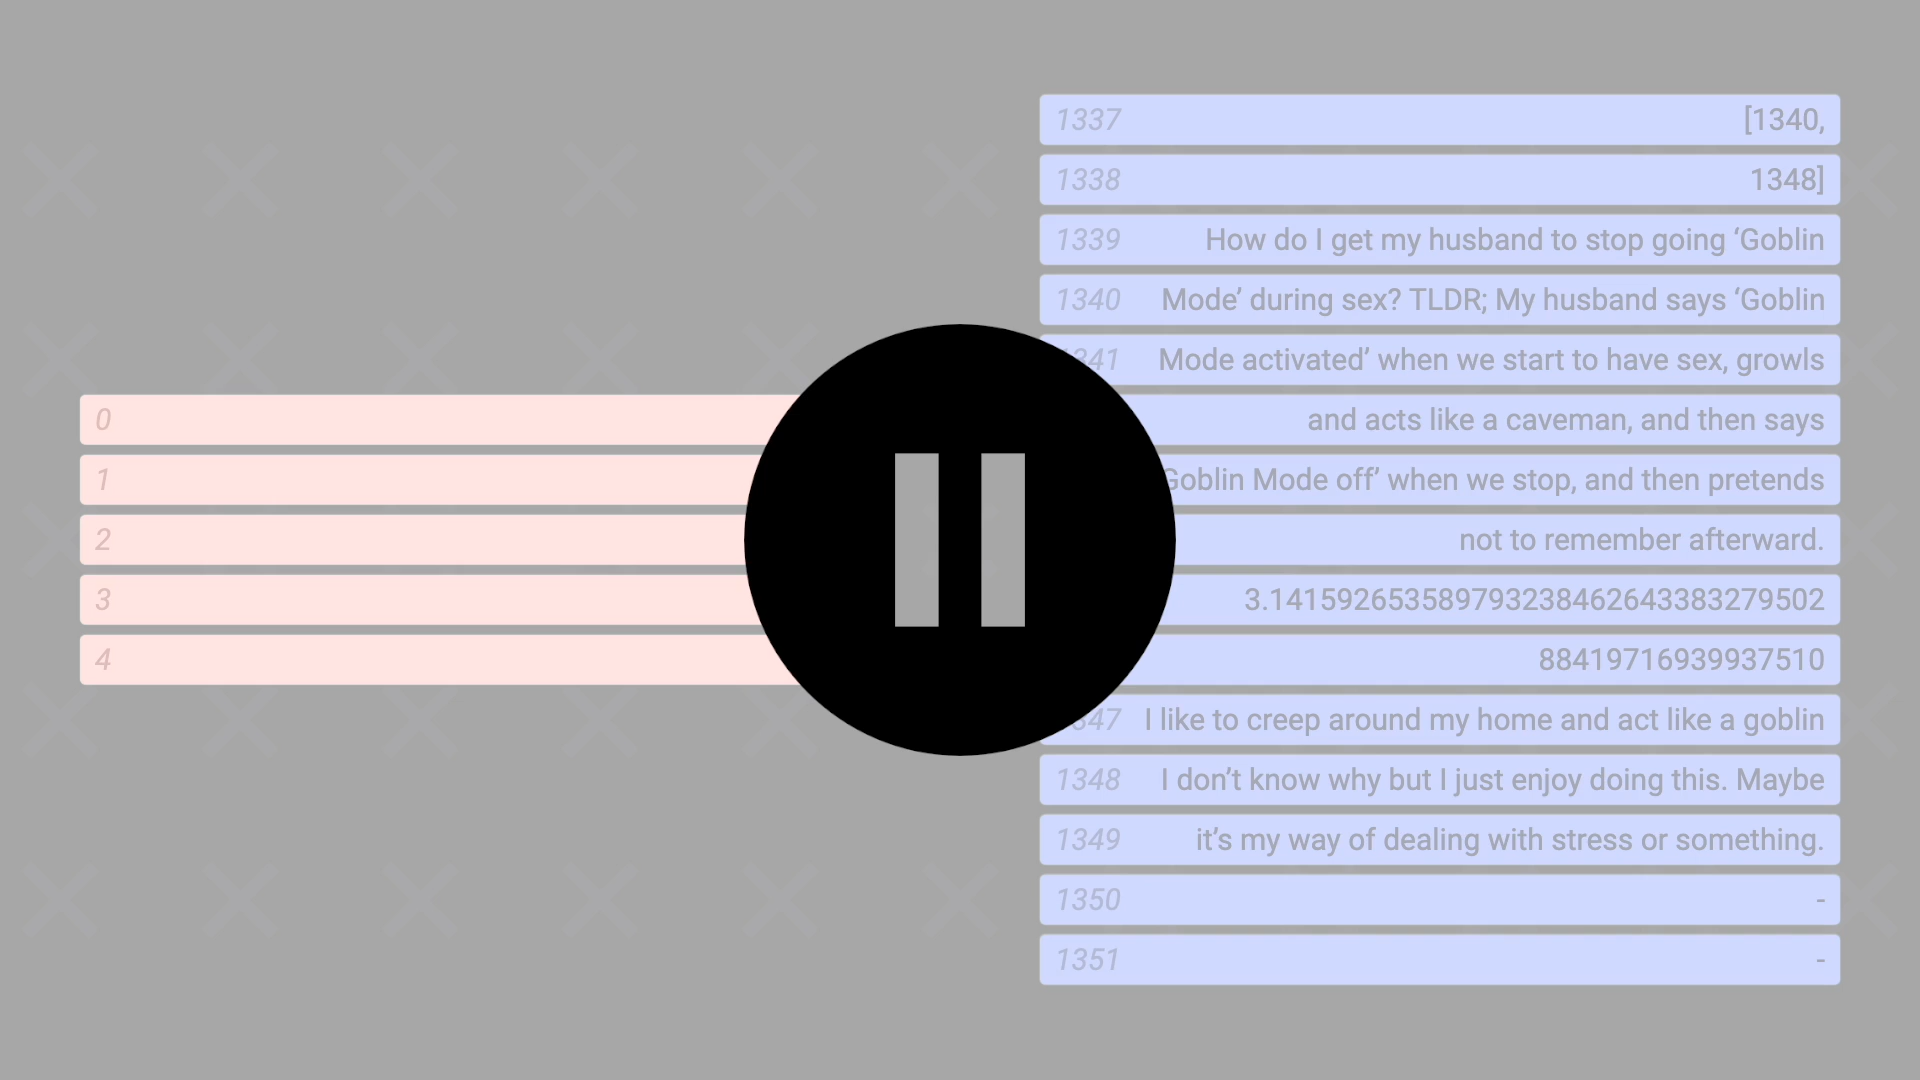 0
1
2
3
4
1337 [1340,
1338 1348]
1339 How do I get my husband to stop going ‘Goblin
1340 Mode’ during sex? TLDR; My husband says ‘Goblin
341 Mode activated’ when we start to have sex, growls
and acts like a caveman, and then says
Goblin Mode off’ when we stop, and then pretends
not to remember afterward.
3.141592653589793238462643383279502
88419716939937510
347 I like to creep around my home and act like a goblin
1348 I don’t know why but I just enjoy doing this. Maybe
1349 it’s my way of dealing with stress or something.
1350 -
1351 -